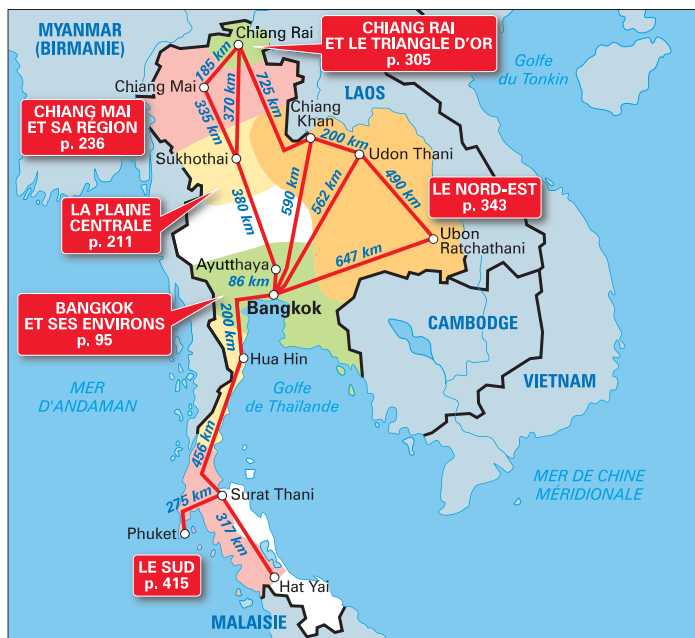 MYANMAR
(BIRMANIE)
Chiang Rai
CHIANG RAI
ET LE TRIANGLE D'OR
p. 305
Golfe
du Tonkin
185 km
Chiang Mai
370 km
725 km
LAOS
CHIANG MAI
ET SA RÉGION
p. 236
335 km
Chiang
Khan
200 km
Udon Thani
Sukhothai
LA PLAINE
CENTRALE
p. 211
380 km
590 km
562 km
490 km
LE NORD-EST
p. 343
Ubon
Ratchathani
647 km
Ayutthaya
86 km
Bangkok
BANGKOK
ET SES ENVIRONS
p. 95
200 km
CAMBODGE
Hua Hin
VIETNAM
MER
D'ANDAMAN
Golfe
de Thaïlande
456 km
MER DE CHINE
MÉRIDIONALE
275 km
Surat Thani
Phuket
317 km
LE SUD
p. 415
Hat Yai
MALAISIE